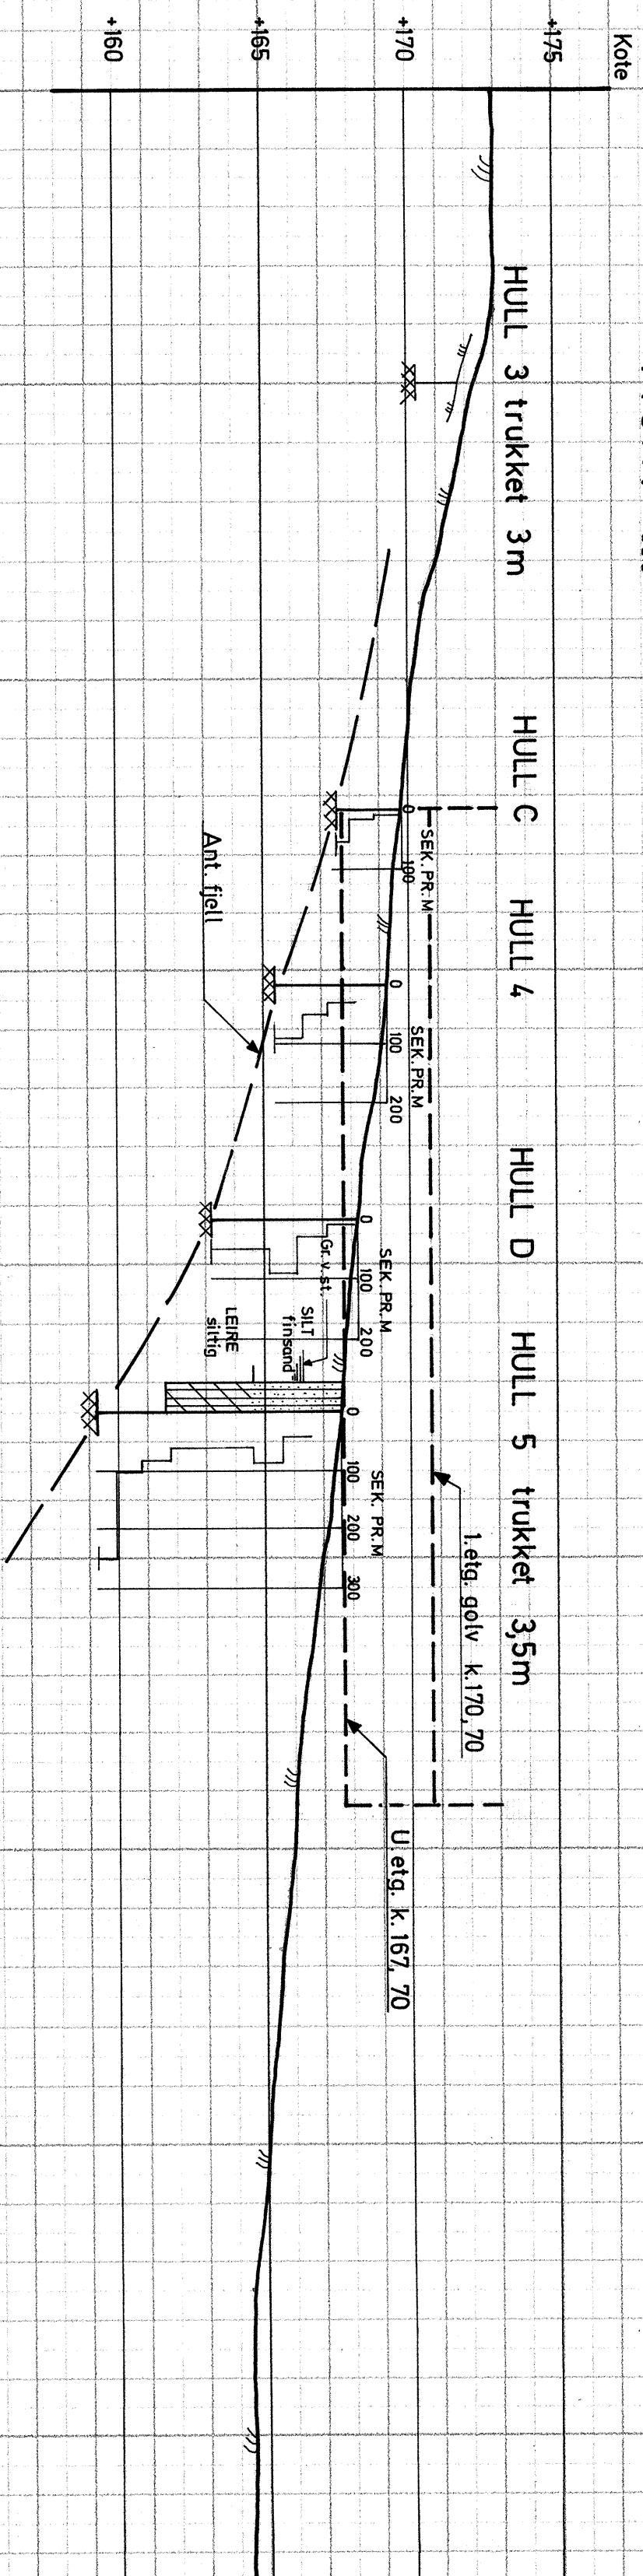 Kote
+175
+170
+165
+160
HULL 3 trukket 3m
HULL C
HULL 4
HULL D
HULL 5 trukket 3,5m
0
SEK. PR. M
100
0
100
SEK. PR. M
200
0
100
SEK. PR. M
200
0
100
SEK. PR. M
200
300
Gr. v. st.
SILT
finsand
LEIRE
siltig
Ant. fjell
1. etg. golv k. 170,70
U. etg. k. 167,70